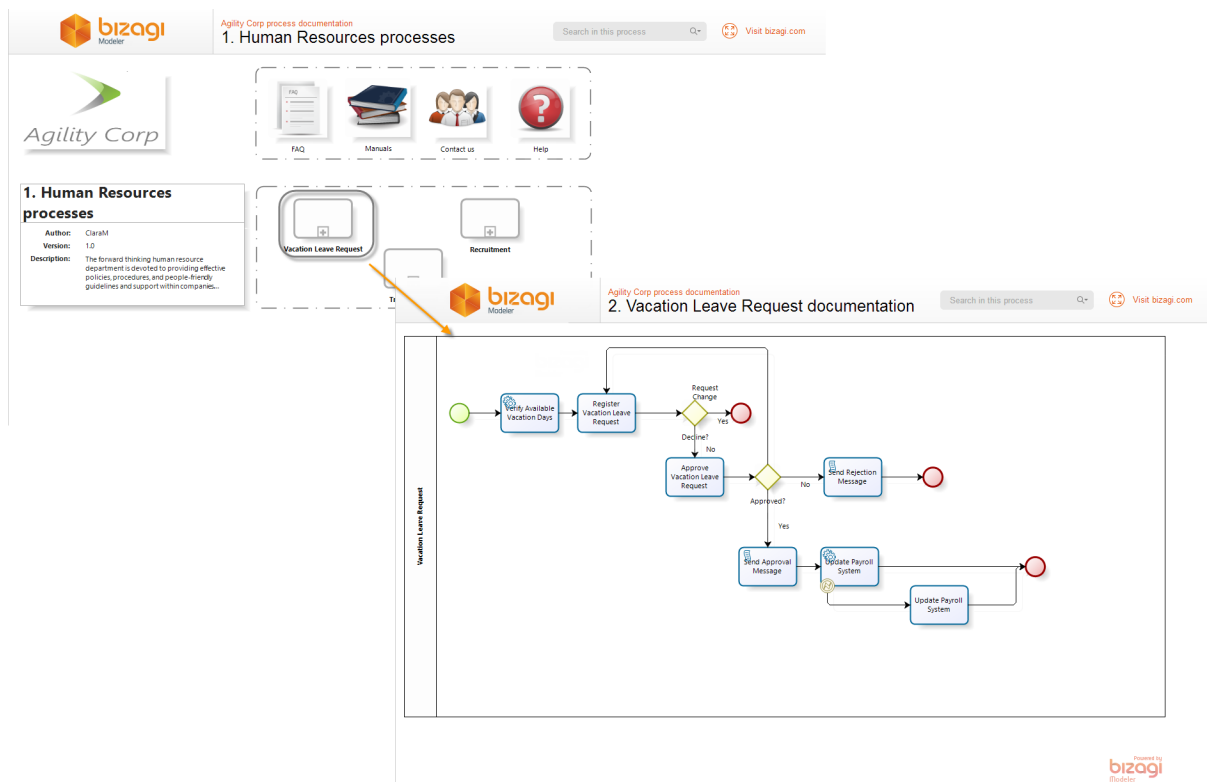 bizagi
Modeler
Agility Corp process documentation
1. Human Resources processes
Search in this process
Visit bizagi.com
Agility Corp
FAQ
FAQ
Manuals
Contact us
Help
1. Human Resources
processes
Author: ClaraM
Version: 1.0
Description: The forward thinking human resource
department is devoted to providing effective
policies, procedures, and people-friendly
guidelines and support within companies...
Vacation Leave Request
Recruitment
bizagi
Modeler
Agility Corp process documentation
2. Vacation Leave Request documentation
Search in this process
Visit bizagi.com
Vacation Leave Request
Verify Available
Vacation Days
Register
Vacation Leave
Request
Request
Change
Yes
Decline?
No
Approve
Vacation Leave
Request
Approved?
No
Send Rejection
Message
Yes
Send Approval
Message
Update Payroll
System
Update Payroll
System
Powered by
bizagi
Modeler